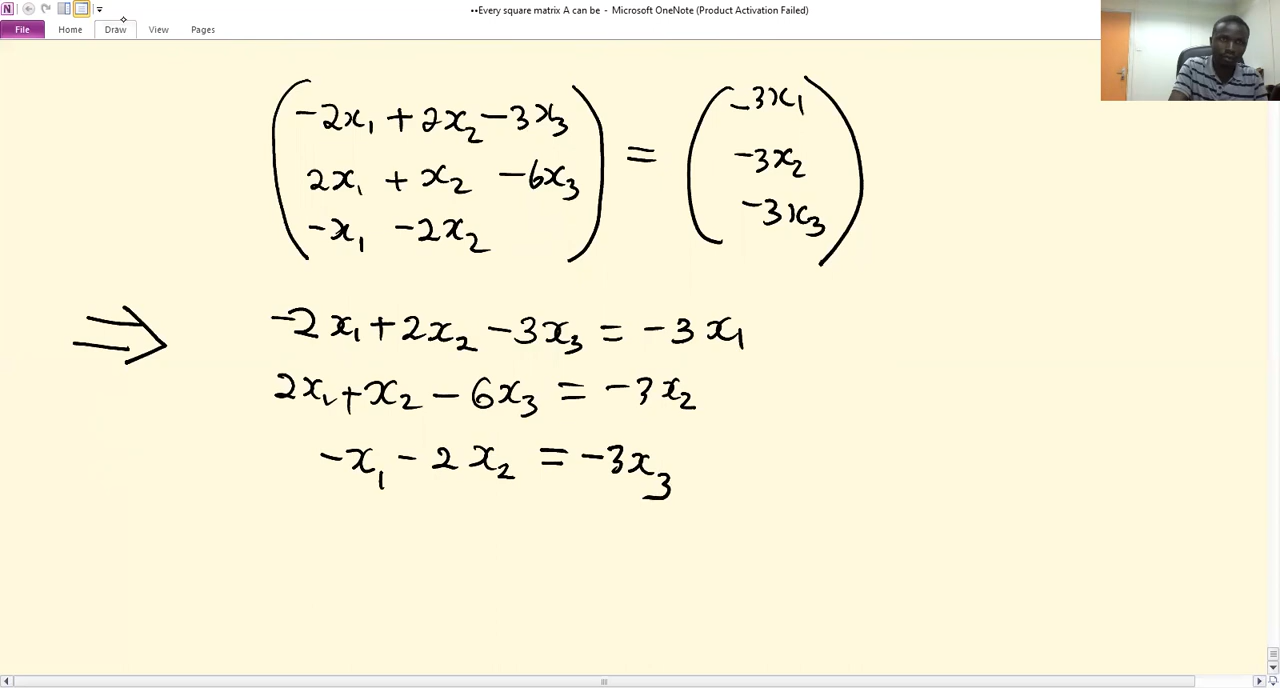 ••Every square matrix A can be - Microsoft OneNote (Product Activation Failed)
File Home Draw View Pages
-2x₁ + 2x₂ - 3x₃ = -3x₁
2x₁ + x₂ - 6x₃ -3x₂
-x₁ - 2x₂ -3x₃
⇒ -2x₁ + 2x₂ - 3x₃ = -3x₁
2x₁ + x₂ - 6x₃ = -3x₂
-x₁ - 2x₂ = -3x₃